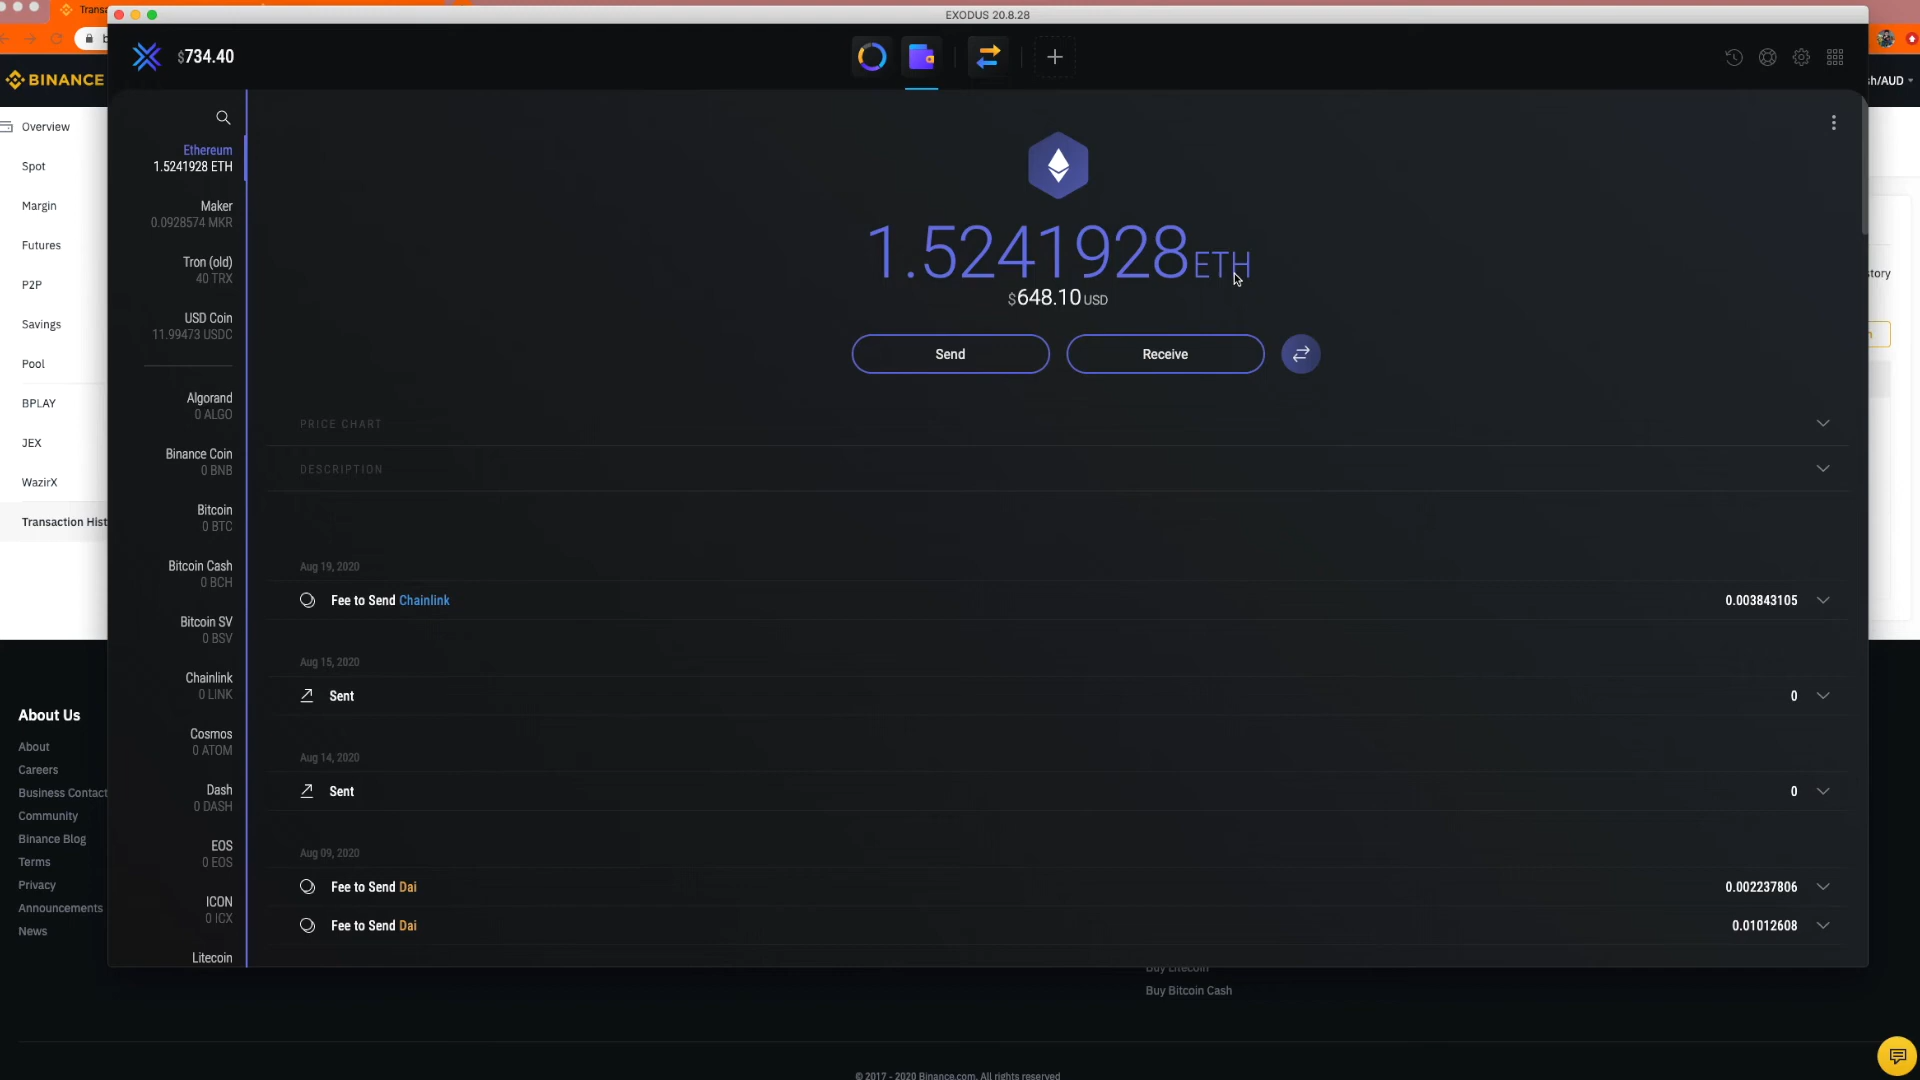 Transa
EXODUS 20.8.28
$734.40
BINANCE
h/AUD
Overview
Spot
Margin
Futures
P2P
Savings
Pool
BPLAY
JEX
WazirX
Transaction Hist
About Us
About
Careers
Business Contact
Community
Binance Blog
Terms
Privacy
Announcements
News
Ethereum
1.5241928 ETH
Maker
0.0928574 MKR
Tron (old)
40 TRX
USD Coin
11.99473 USDC
Algorand
0 ALGO
Binance Coin
0 BNB
Bitcoin
0 BTC
Bitcoin Cash
0 BCH
Bitcoin SV
0 BSV
Chainlink
0 LINK
Cosmos
0 ATOM
Dash
0 DASH
EOS
0 EOS
ICON
0 ICX
Litecoin
1.5241928 ETH
$648.10 USD
Send
Receive
PRICE CHART
DESCRIPTION
Aug 19, 2020
Fee to Send Chainlink 0.003843105
Aug 15, 2020
Sent 0
Aug 14, 2020
Sent 0
Aug 09, 2020
Fee to Send Dai 0.002237806
Fee to Send Dai 0.01012608
story
Buy Litecoin
Buy Bitcoin Cash
© 2017 - 2020 Binance.com. All rights reserved